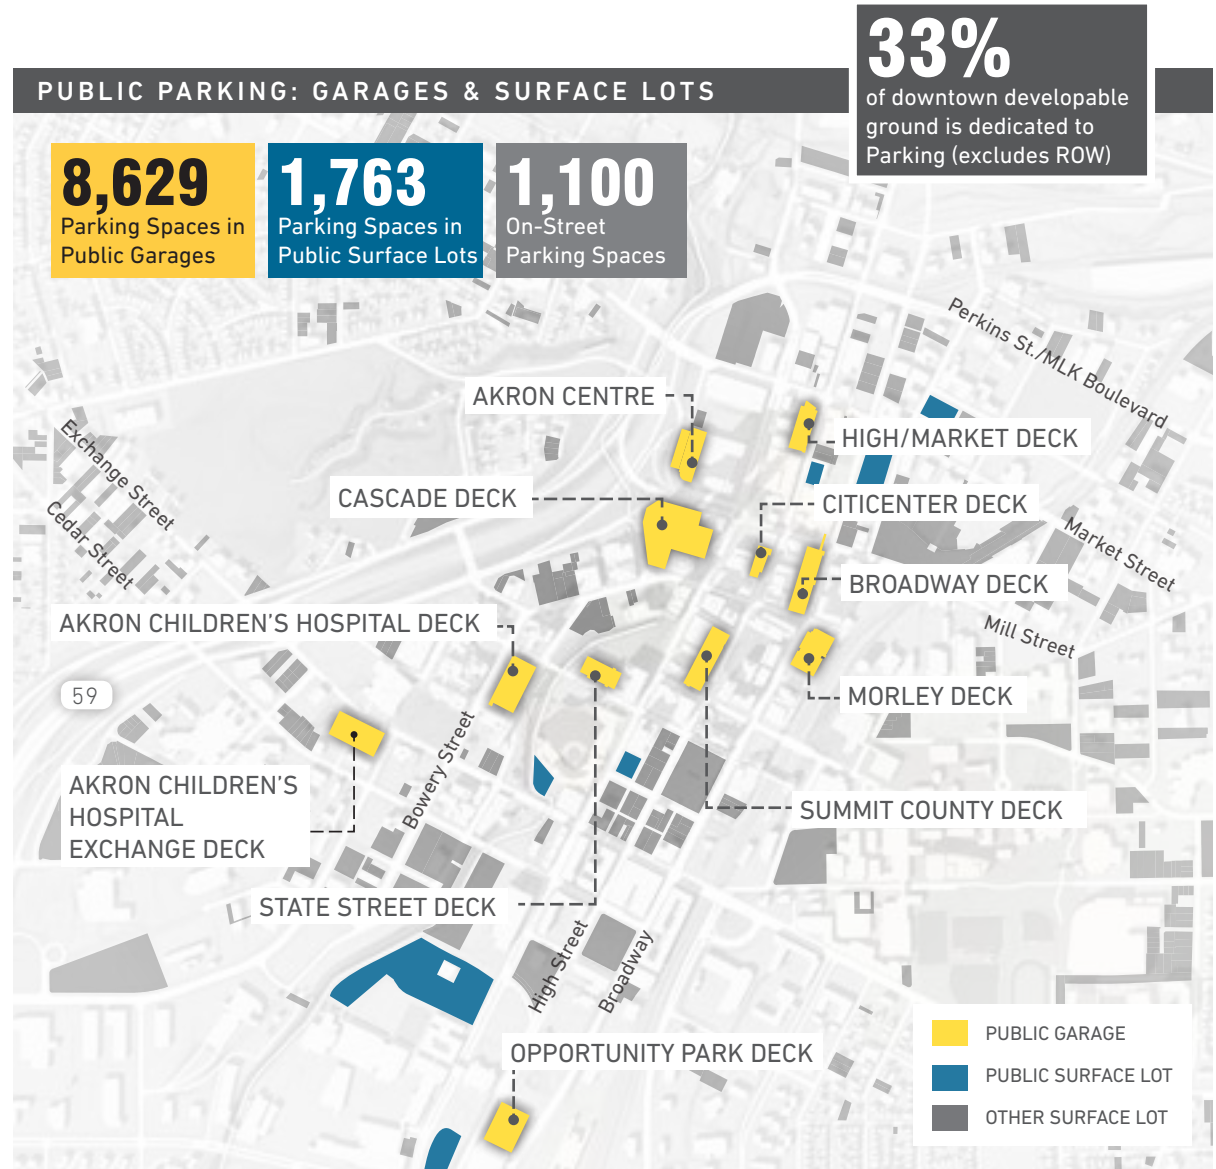 33%
of downtown developable
ground is dedicated to
Parking (excludes ROW)
PUBLIC PARKING: GARAGES & SURFACE LOTS
8,629
Parking Spaces in
Public Garages
1,763
Parking Spaces in
Public Surface Lots
1,100
On-Street
Parking Spaces
Perkins St./MLK Boulevard
AKRON CENTRE
HIGH/MARKET DECK
Exchange Street
CASCADE DECK
CITICENTER DECK
Cedar Street
Market Street
BROADWAY DECK
AKRON CHILDREN'S HOSPITAL DECK
Mill Street
59
MORLEY DECK
Bowery Street
AKRON CHILDREN'S
HOSPITAL
EXCHANGE DECK
SUMMIT COUNTY DECK
STATE STREET DECK
High Street
Broadway
OPPORTUNITY PARK DECK
PUBLIC GARAGE
PUBLIC SURFACE LOT
OTHER SURFACE LOT